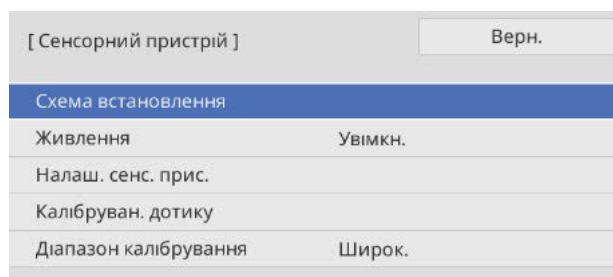 [ Сенсорний пристрій ]
Верн.
Схема встановлення
Живлення Увімкн.
Налаш. сенс. прис.
Калібруван. дотику
Діапазон калібрування Широк.